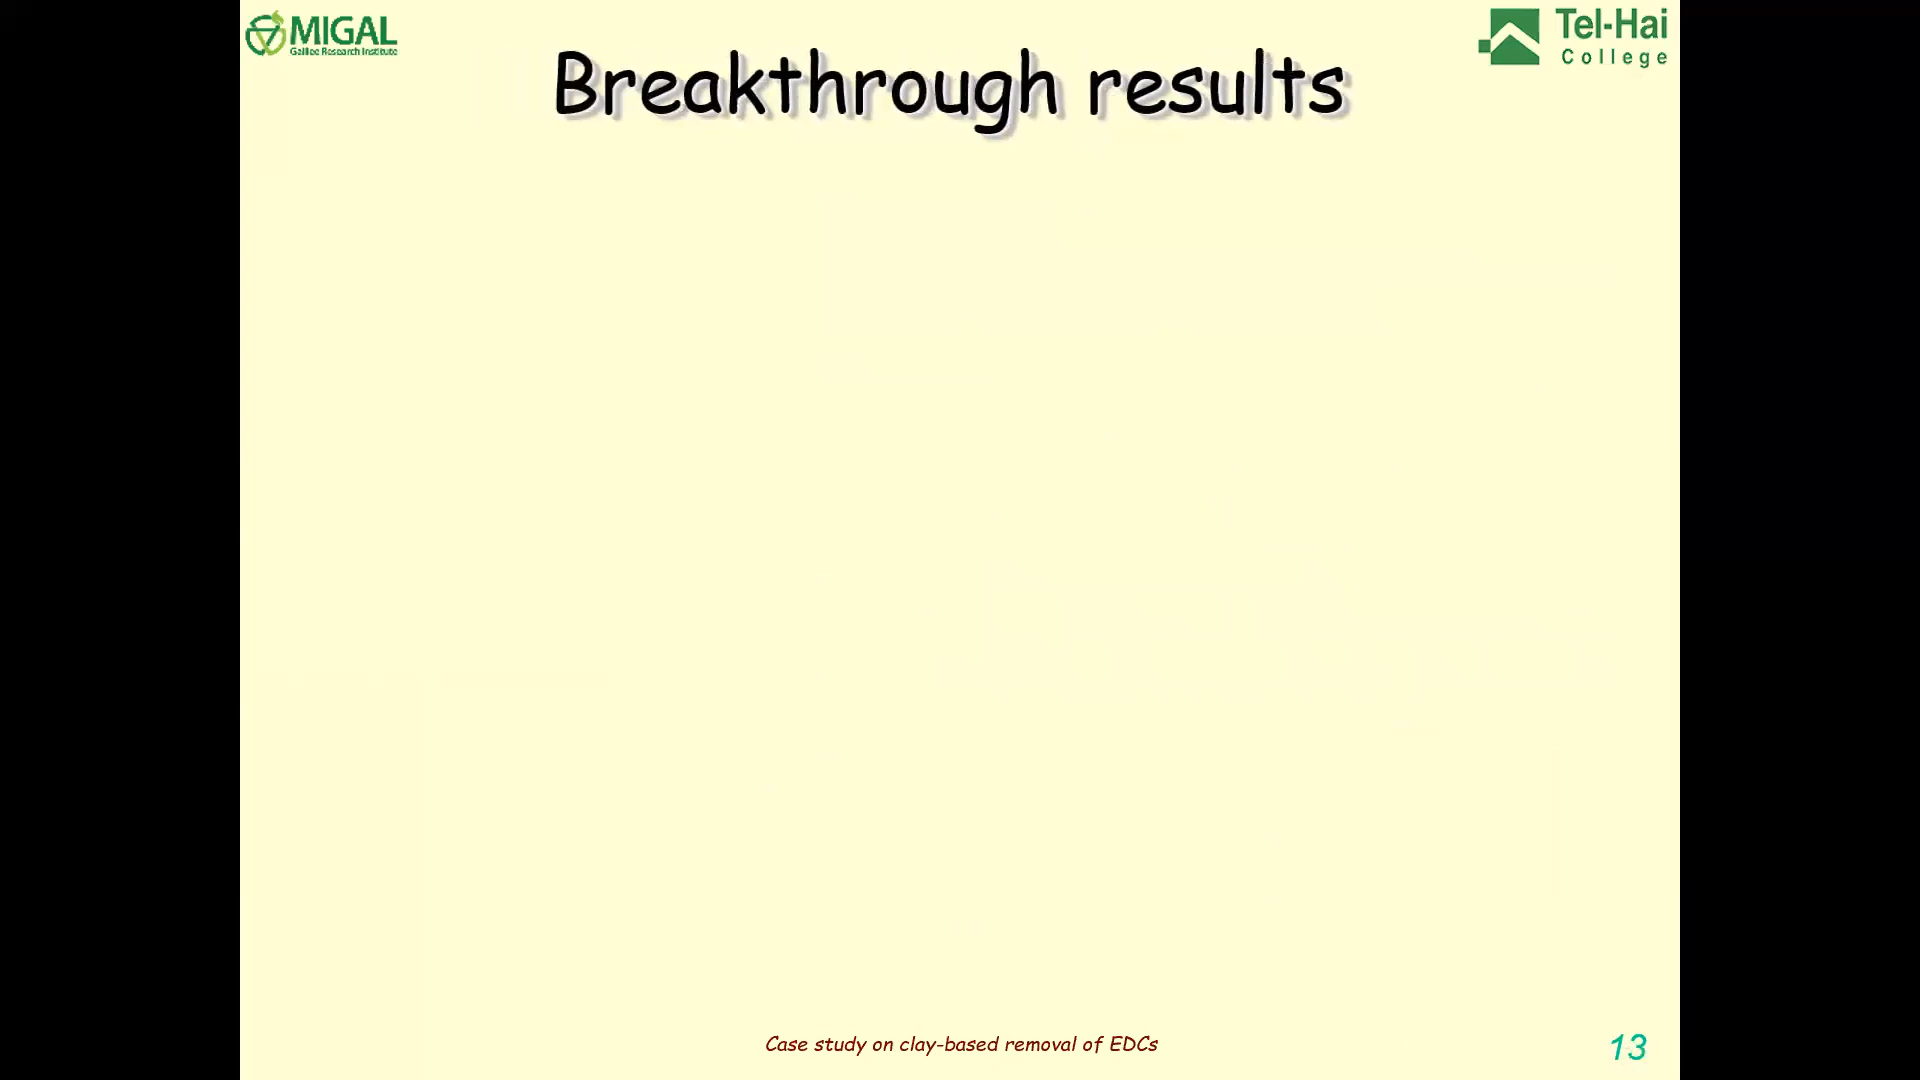 MIGAL
Galilee Research Institute
Tel-Hai
College
Breakthrough results
Case study on clay-based removal of EDCs
13